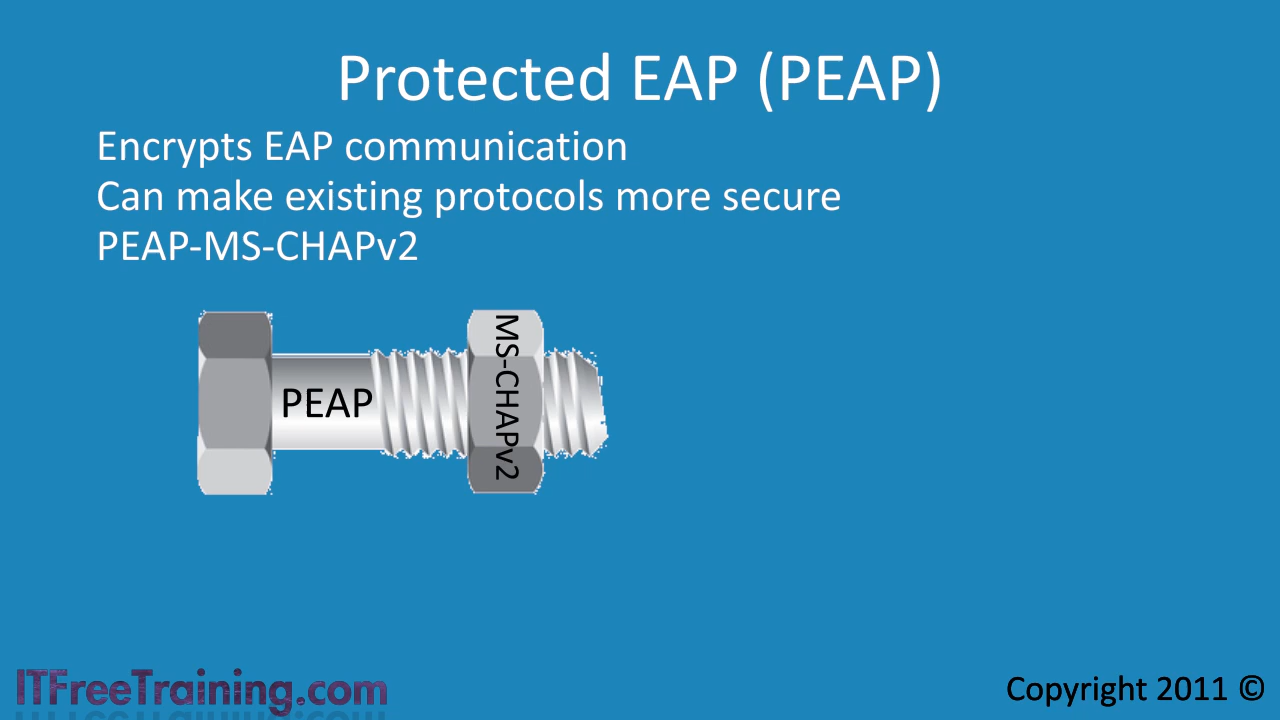 Protected EAP (PEAP)
Encrypts EAP communication
Can make existing protocols more secure
PEAP-MS-CHAPv2
PEAP
MS-CHAPv2
ITFreeTraining.com
Copyright 2011 ©